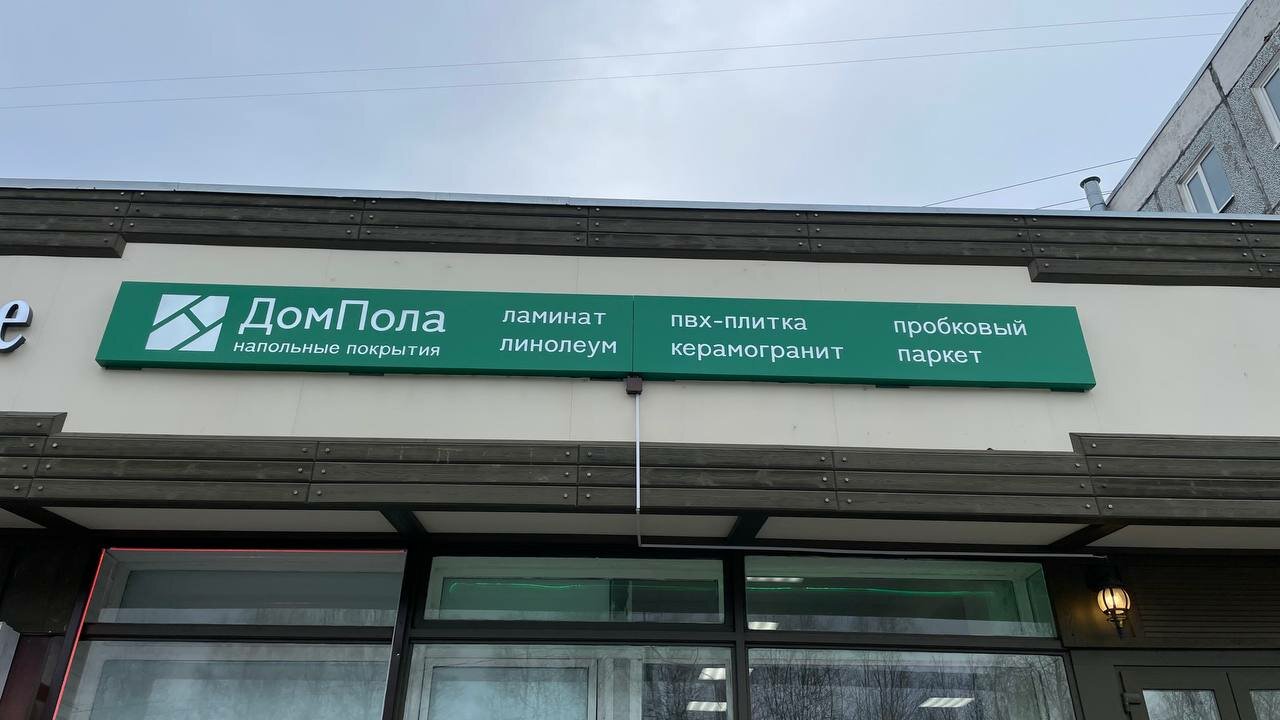 е
ДомПола
напольные покрытия
ламинат
линолеум
пвх-плитка
керамогранит
пробковый
паркет